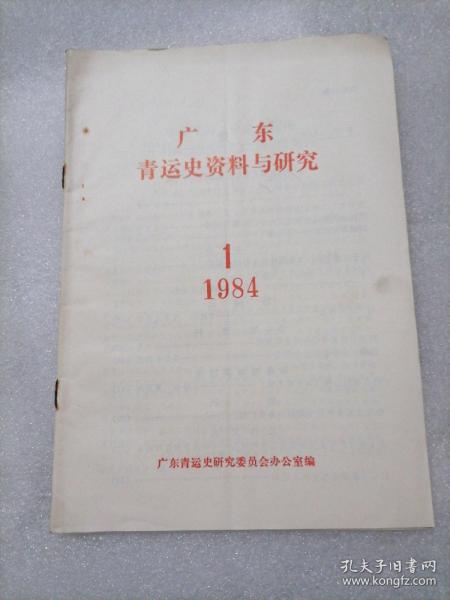 广 东
青运史资料与研究
1
1984
广东青运史研究委员会办公室编
孔夫子旧书网
www.kongfz.com